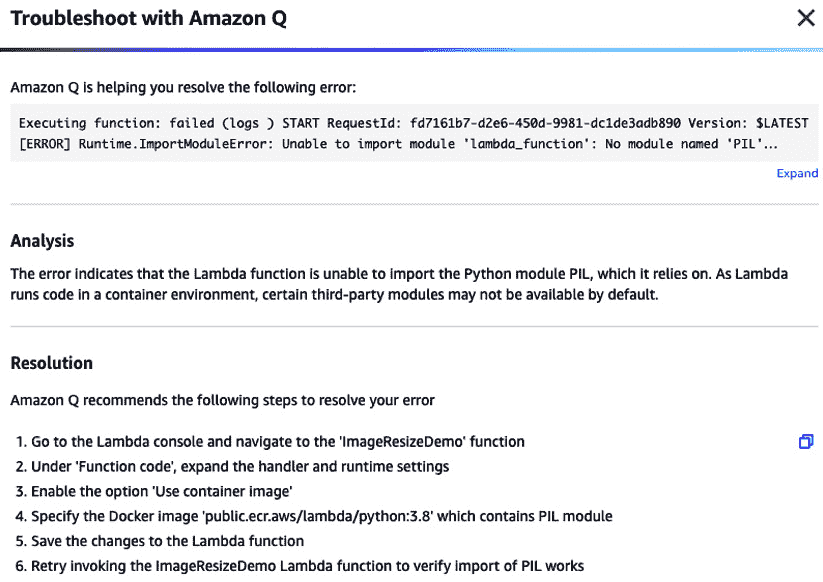 Troubleshoot with Amazon Q
Amazon Q is helping you resolve the following error:
Executing function: failed (logs ) START RequestId: fd7161b7-d2e6-450d-9981-dc1de3adb890 Version: $LATEST
[ERROR] Runtime.ImportModuleError: Unable to import module 'lambda_function': No module named 'PIL'...
Expand
Analysis
The error indicates that the Lambda function is unable to import the Python module PIL, which it relies on. As Lambda
runs code in a container environment, certain third-party modules may not be available by default.
Resolution
Amazon Q recommends the following steps to resolve your error
1. Go to the Lambda console and navigate to the 'ImageResizeDemo' function
2. Under 'Function code', expand the handler and runtime settings
3. Enable the option 'Use container image'
4. Specify the Docker image 'public.ecr.aws/lambda/python:3.8' which contains PIL module
5. Save the changes to the Lambda function
6. Retry invoking the ImageResizeDemo Lambda function to verify import of PIL works